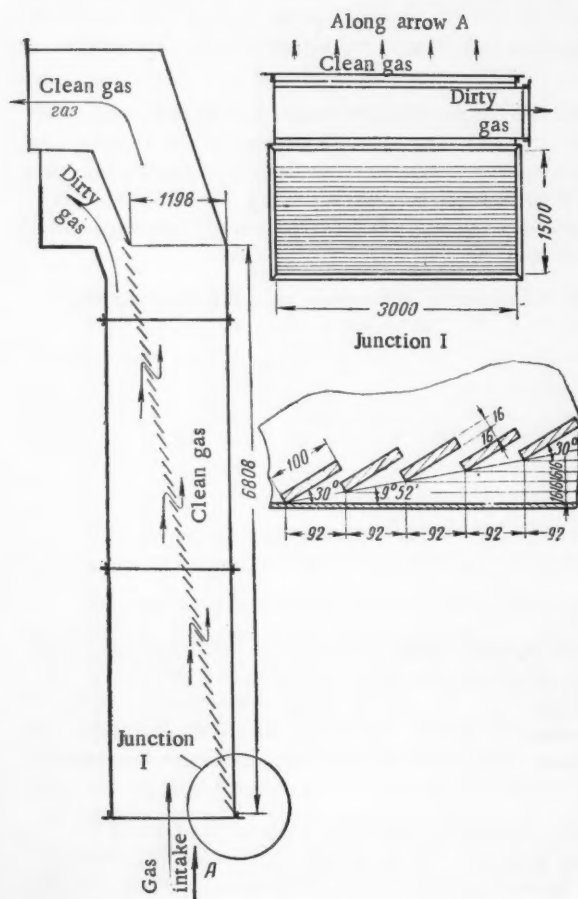 Along arrow A
Clean gas
Dirty
gas
1500
3000
Clean gas
газ
Dirty
gas
1198
6808
Clean gas
Junction
I
Gas
intake
A
Junction I
100
30°
9°52'
16
16
30°
16 16 16 16
92 92 92 92 92